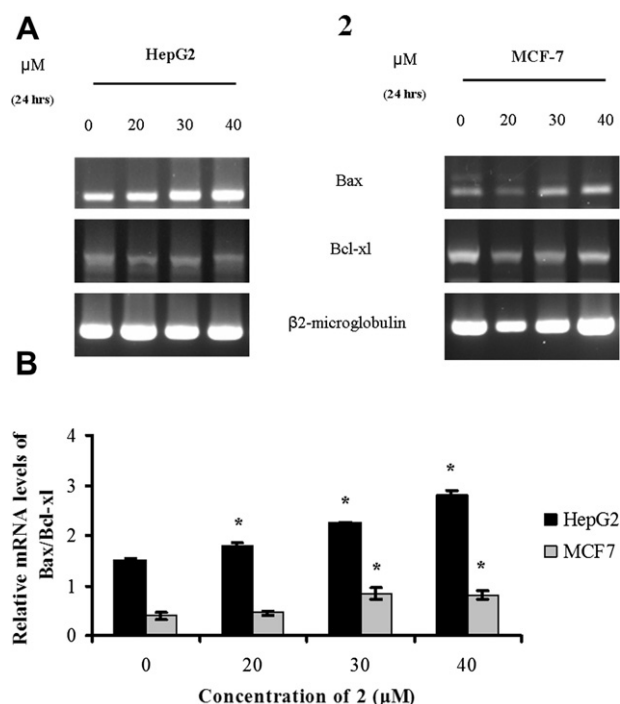 A
2
HepG2
MCF-7
µM
µM
(24 hrs)
(24 hrs)
0 20 30 40
0 20 30 40
Bax
Bcl-xl
β2-microglobulin
B
Relative mRNA levels of
Bax/Bcl-xl
4
3
2
1
0
* * * * *
HepG2
MCF7
0 20 30 40
Concentration of 2 (µM)